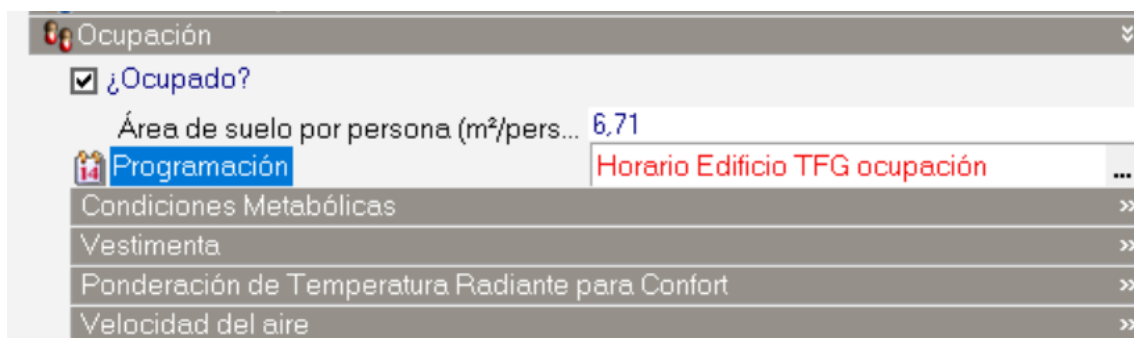 Ocupación
¿Ocupado?
Área de suelo por persona (m²/pers... 6,71
14 Programación Horario Edificio TFG ocupación ...
Condiciones Metabólicas
Vestimenta
Ponderación de Temperatura Radiante para Confort
Velocidad del aire